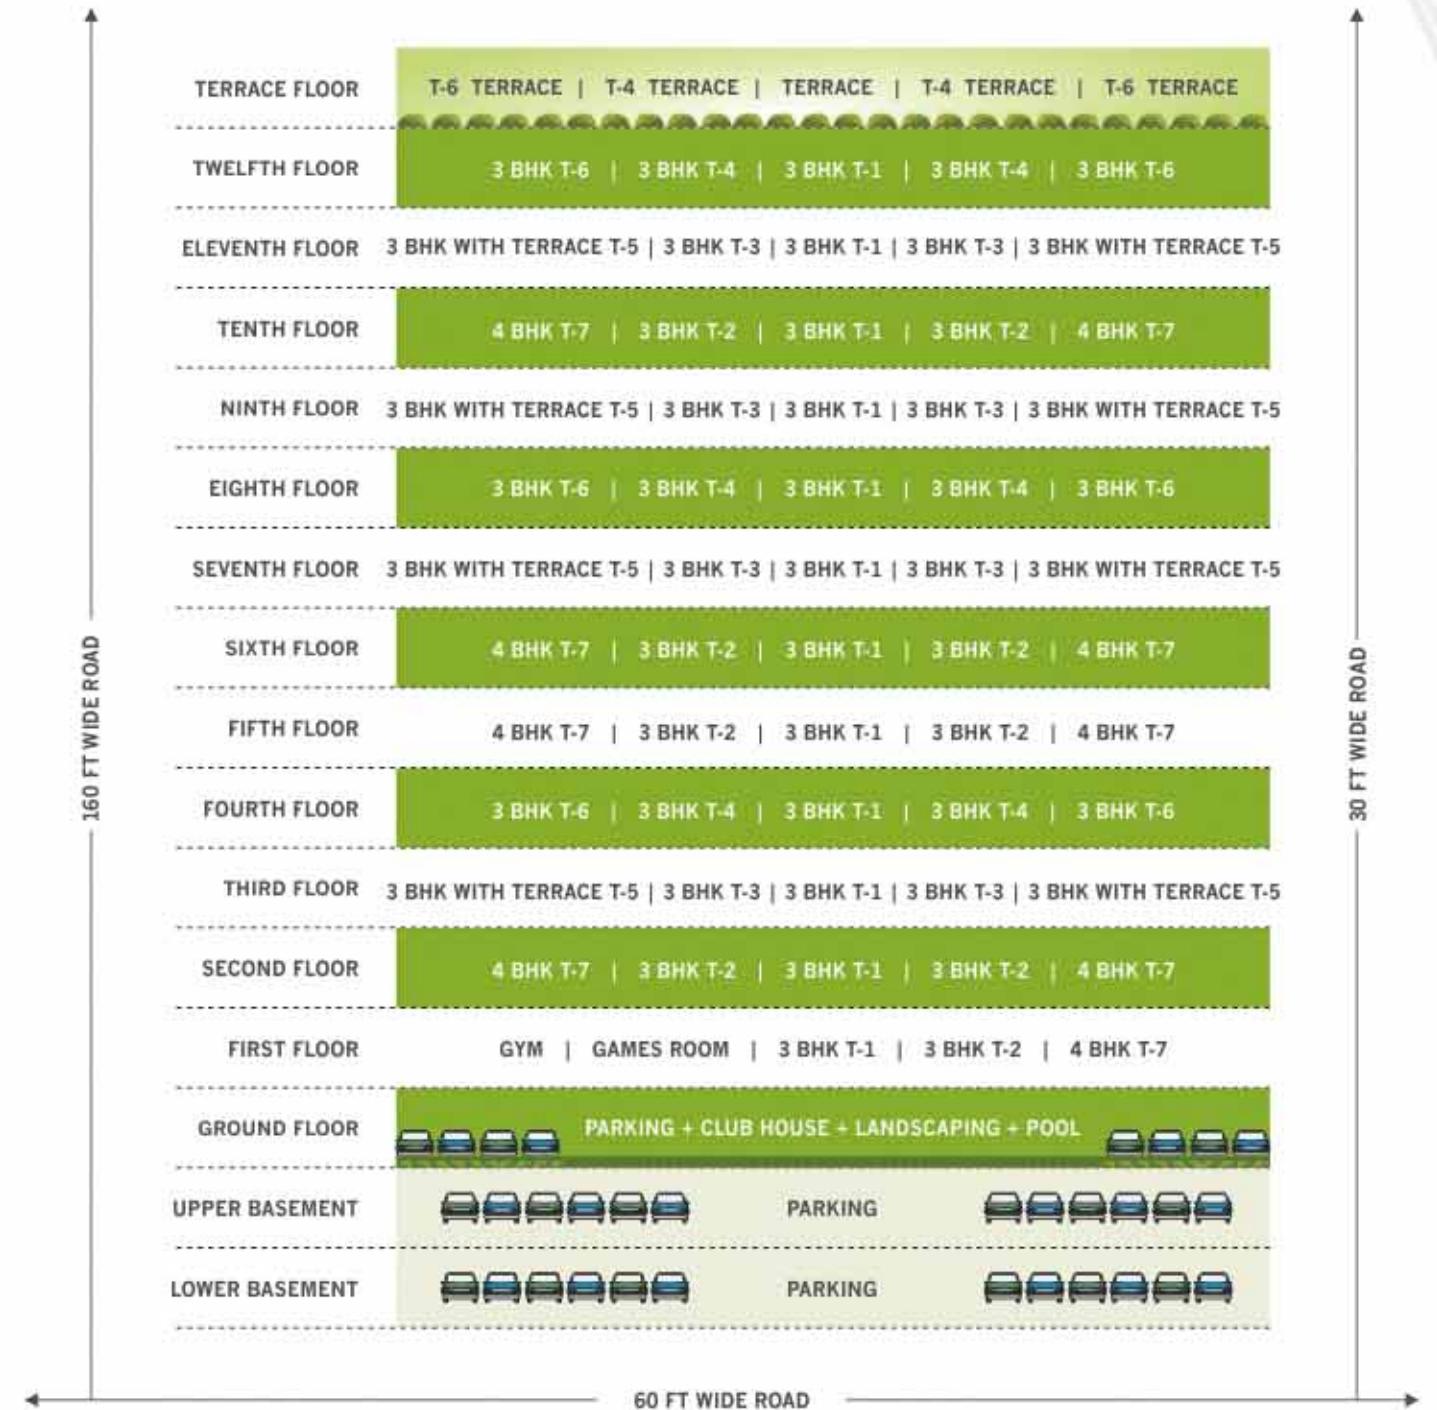 TERRACE FLOOR T-6 TERRACE | T-4 TERRACE | TERRACE | T-4 TERRACE | T-6 TERRACE
TWELFTH FLOOR 3 BHK T-6 | 3 BHK T-4 | 3 BHK T-1 | 3 BHK T-4 | 3 BHK T-6
ELEVENTH FLOOR 3 BHK WITH TERRACE T-5 | 3 BHK T-3 | 3 BHK T-1 | 3 BHK T-3 | 3 BHK WITH TERRACE T-5
TENTH FLOOR 4 BHK T-7 | 3 BHK T-2 | 3 BHK T-1 | 3 BHK T-2 | 4 BHK T-7
NINTH FLOOR 3 BHK WITH TERRACE T-5 | 3 BHK T-3 | 3 BHK T-1 | 3 BHK T-3 | 3 BHK WITH TERRACE T-5
EIGHTH FLOOR 3 BHK T-6 | 3 BHK T-4 | 3 BHK T-1 | 3 BHK T-4 | 3 BHK T-6
SEVENTH FLOOR 3 BHK WITH TERRACE T-5 | 3 BHK T-3 | 3 BHK T-1 | 3 BHK T-3 | 3 BHK WITH TERRACE T-5
SIXTH FLOOR 4 BHK T-7 | 3 BHK T-2 | 3 BHK T-1 | 3 BHK T-2 | 4 BHK T-7
FIFTH FLOOR 4 BHK T-7 | 3 BHK T-2 | 3 BHK T-1 | 3 BHK T-2 | 4 BHK T-7
FOURTH FLOOR 3 BHK T-6 | 3 BHK T-4 | 3 BHK T-1 | 3 BHK T-4 | 3 BHK T-6
THIRD FLOOR 3 BHK WITH TERRACE T-5 | 3 BHK T-3 | 3 BHK T-1 | 3 BHK T-3 | 3 BHK WITH TERRACE T-5
SECOND FLOOR 4 BHK T-7 | 3 BHK T-2 | 3 BHK T-1 | 3 BHK T-2 | 4 BHK T-7
FIRST FLOOR GYM | GAMES ROOM | 3 BHK T-1 | 3 BHK T-2 | 4 BHK T-7
GROUND FLOOR PARKING + CLUB HOUSE + LANDSCAPING + POOL
UPPER BASEMENT PARKING
LOWER BASEMENT PARKING
160 FT WIDE ROAD
30 FT WIDE ROAD
60 FT WIDE ROAD